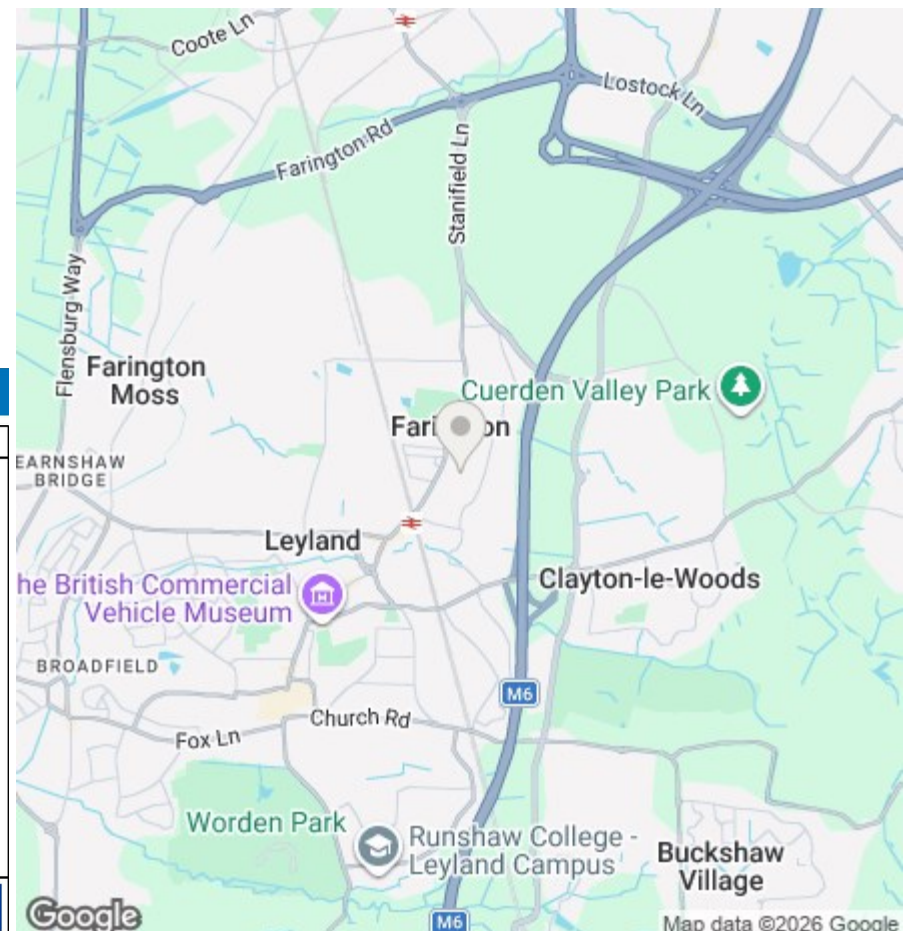 Coote Ln
Lostock Ln
Farington Rd
Stanifield Ln
Flensburg Way
Farington
Moss
Cuerden Valley Park
EARNSHAW
BRIDGE
Leyland
he British Commercial
Vehicle Museum
Clayton-le-Woods
BROADFIELD
M6
Church Rd
Fox Ln
Worden Park
Runshaw College -
Leyland Campus
Buckshaw
Village
Google
M6
Map data ©2026 Google